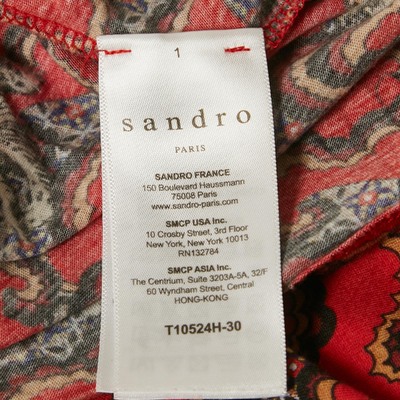 1
sandro
PARIS
SANDRO FRANCE
150 Boulevard Haussmann
75008 Paris
www.sandro-paris.com
SMCP USA Inc.
10 Crosby Street, 3rd Floor
New York, New York 10013
RN132784
SMCP ASIA Inc.
The Centrium, Suite 3203A-5A, 32/F
60 Wyndham Street, Central
HONG-KONG
T10524H-30